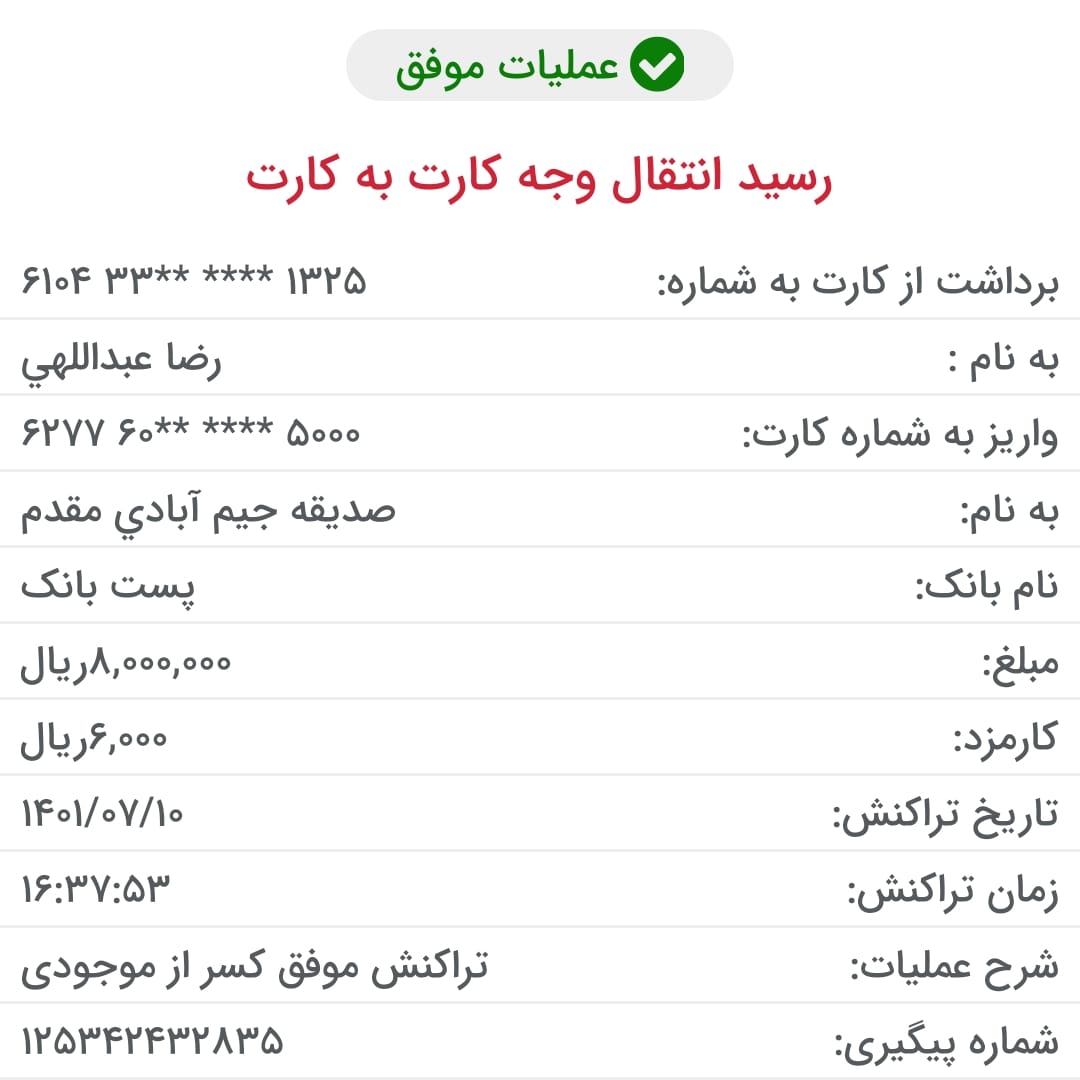 عملیات موفق
رسید انتقال وجه کارت به کارت
برداشت از کارت به شماره: ۶۱۰۴ ۳۳** **** ۱۳۲۵
به نام : رضا عبداللهي
واریز به شماره کارت: ۶۲۷۷ ۶۰** **** ۵۰۰۰
به نام: صدیقه جیم آبادي مقدم
نام بانک: پست بانک
مبلغ: ۸,۰۰۰,۰۰۰ریال
کارمزد: ۶,۰۰۰ریال
تاریخ تراکنش: ۱۴۰۱/۰۷/۱۰
زمان تراکنش: ۱۶:۳۷:۵۳
شرح عملیات: تراکنش موفق کسر از موجودی
شماره پیگیری: ۱۲۵۳۴۲۴۳۲۸۳۵